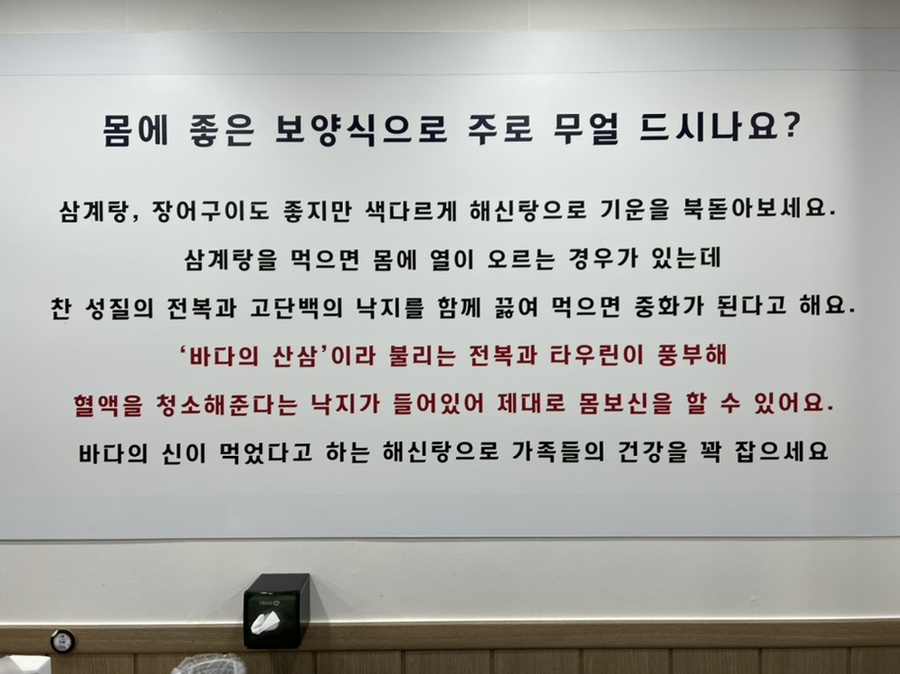 몸에 좋은 보양식으로 주로 무얼 드시나요?
삼계탕, 장어구이도 좋지만 색다르게 해신탕으로 기운을 북돋아보세요.
삼계탕을 먹으면 몸에 열이 오르는 경우가 있는데
찬 성질의 전복과 고단백의 낙지를 함께 끓여 먹으면 중화가 된다고 해요.
‘바다의 산삼’이라 불리는 전복과 타우린이 풍부해
혈액을 청소해준다는 낙지가 들어있어 제대로 몸보신을 할 수 있어요.
바다의 신이 먹었다고 하는 해신탕으로 가족들의 건강을 꽉 잡으세요